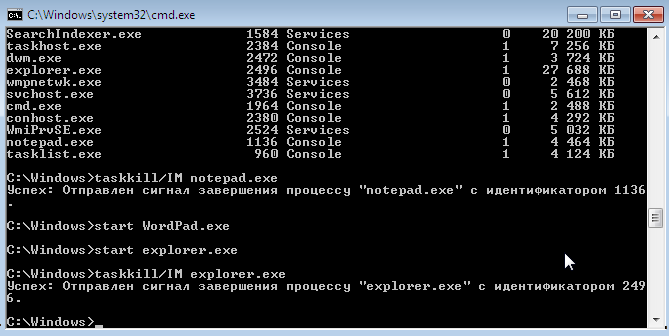 C:\Windows\system32\cmd.exe
SearchIndexer.exe 1584 Services 0 20 200 КБ
taskhost.exe 2384 Console 1 7 256 КБ
dwm.exe 2472 Console 1 3 724 КБ
explorer.exe 2496 Console 1 27 688 КБ
wmpnetwk.exe 3484 Services 0 2 468 КБ
svchost.exe 3736 Services 0 5 612 КБ
cmd.exe 1964 Console 1 2 488 КБ
conhost.exe 2380 Console 1 4 292 КБ
WmiPrvSE.exe 2524 Services 0 5 032 КБ
notepad.exe 1136 Console 1 4 464 КБ
tasklist.exe 960 Console 1 4 124 КБ
C:\Windows>taskkill/IM notepad.exe
Успех: Отправлен сигнал завершения процессу "notepad.exe" с идентификатором 1136
.
C:\Windows>start WordPad.exe
C:\Windows>start explorer.exe
C:\Windows>taskkill/IM explorer.exe
Успех: Отправлен сигнал завершения процессу "explorer.exe" с идентификатором 249
6.
C:\Windows>_